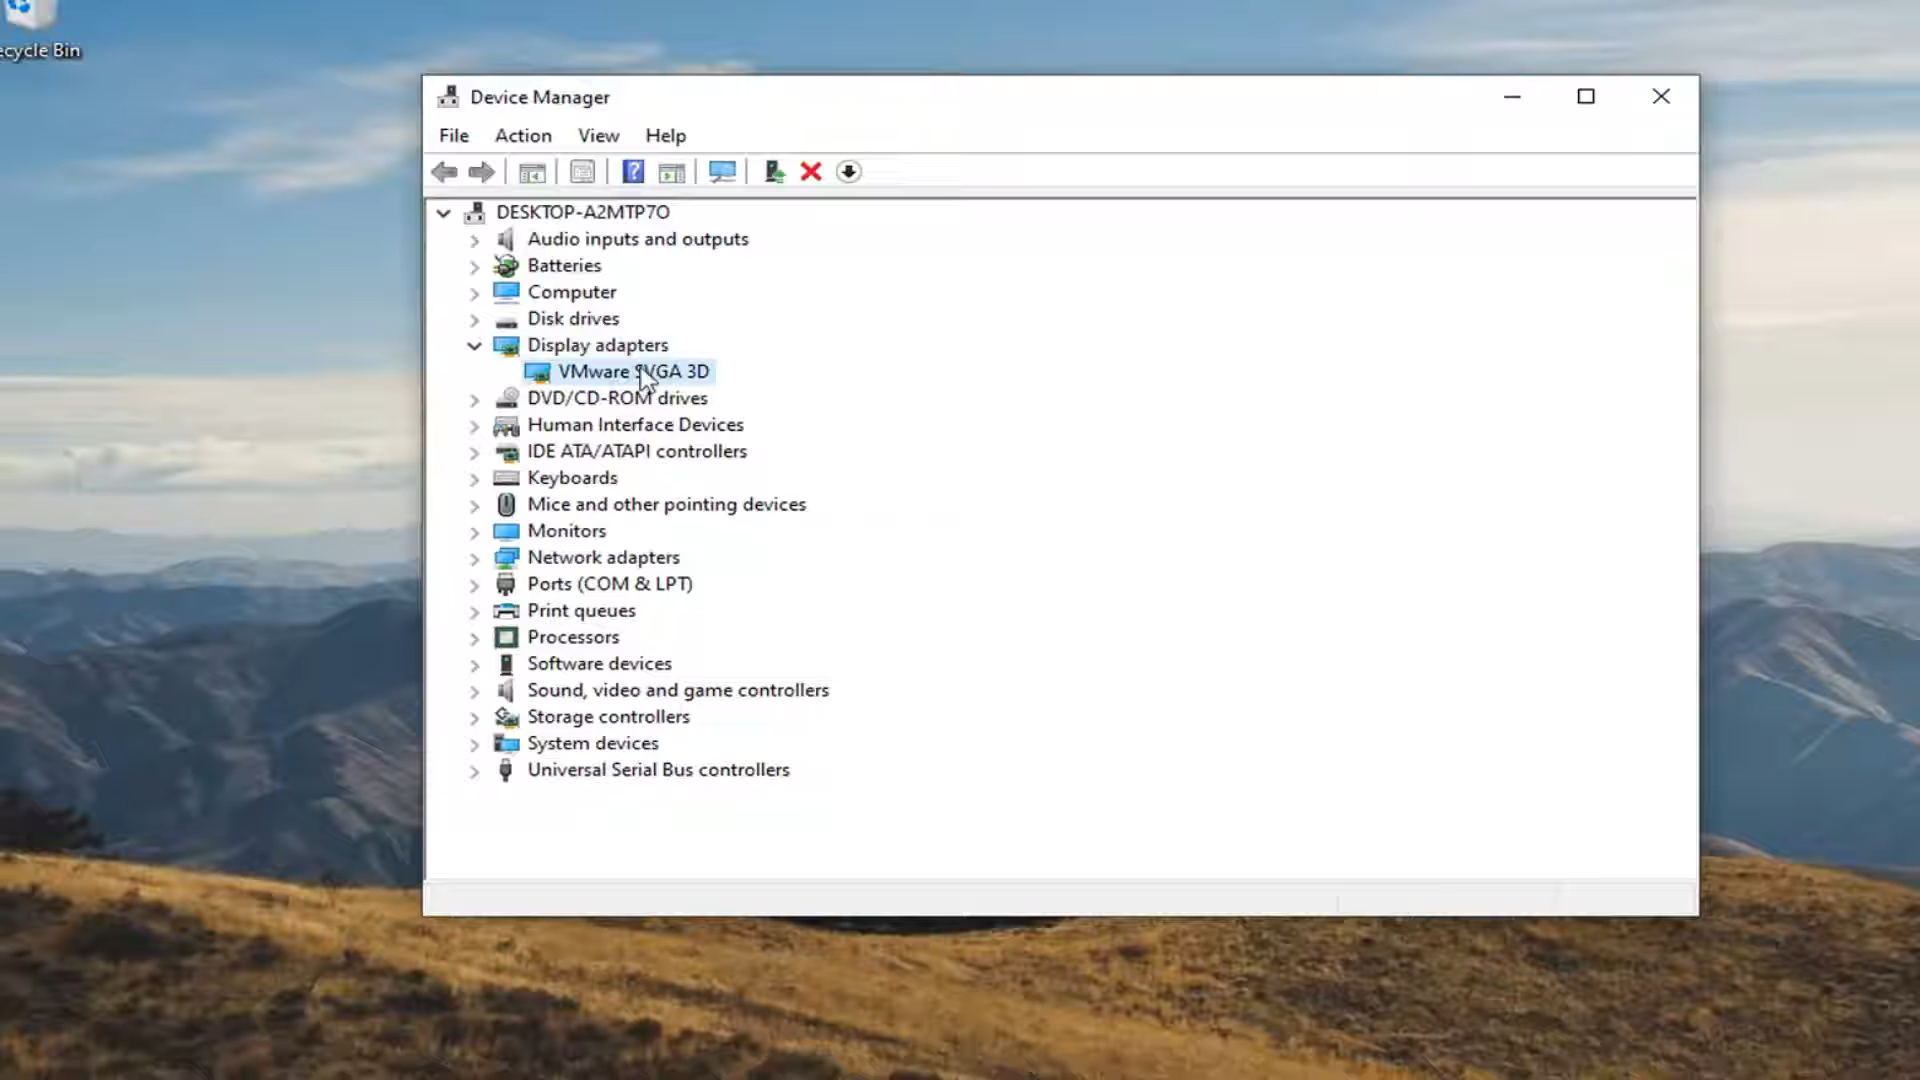 ecycle Bin
Device Manager
File Action View Help
DESKTOP-A2MTP7O
Audio inputs and outputs
Batteries
Computer
Disk drives
Display adapters
VMware SVGA 3D
DVD/CD-ROM drives
Human Interface Devices
IDE ATA/ATAPI controllers
Keyboards
Mice and other pointing devices
Monitors
Network adapters
Ports (COM & LPT)
Print queues
Processors
Software devices
Sound, video and game controllers
Storage controllers
System devices
Universal Serial Bus controllers